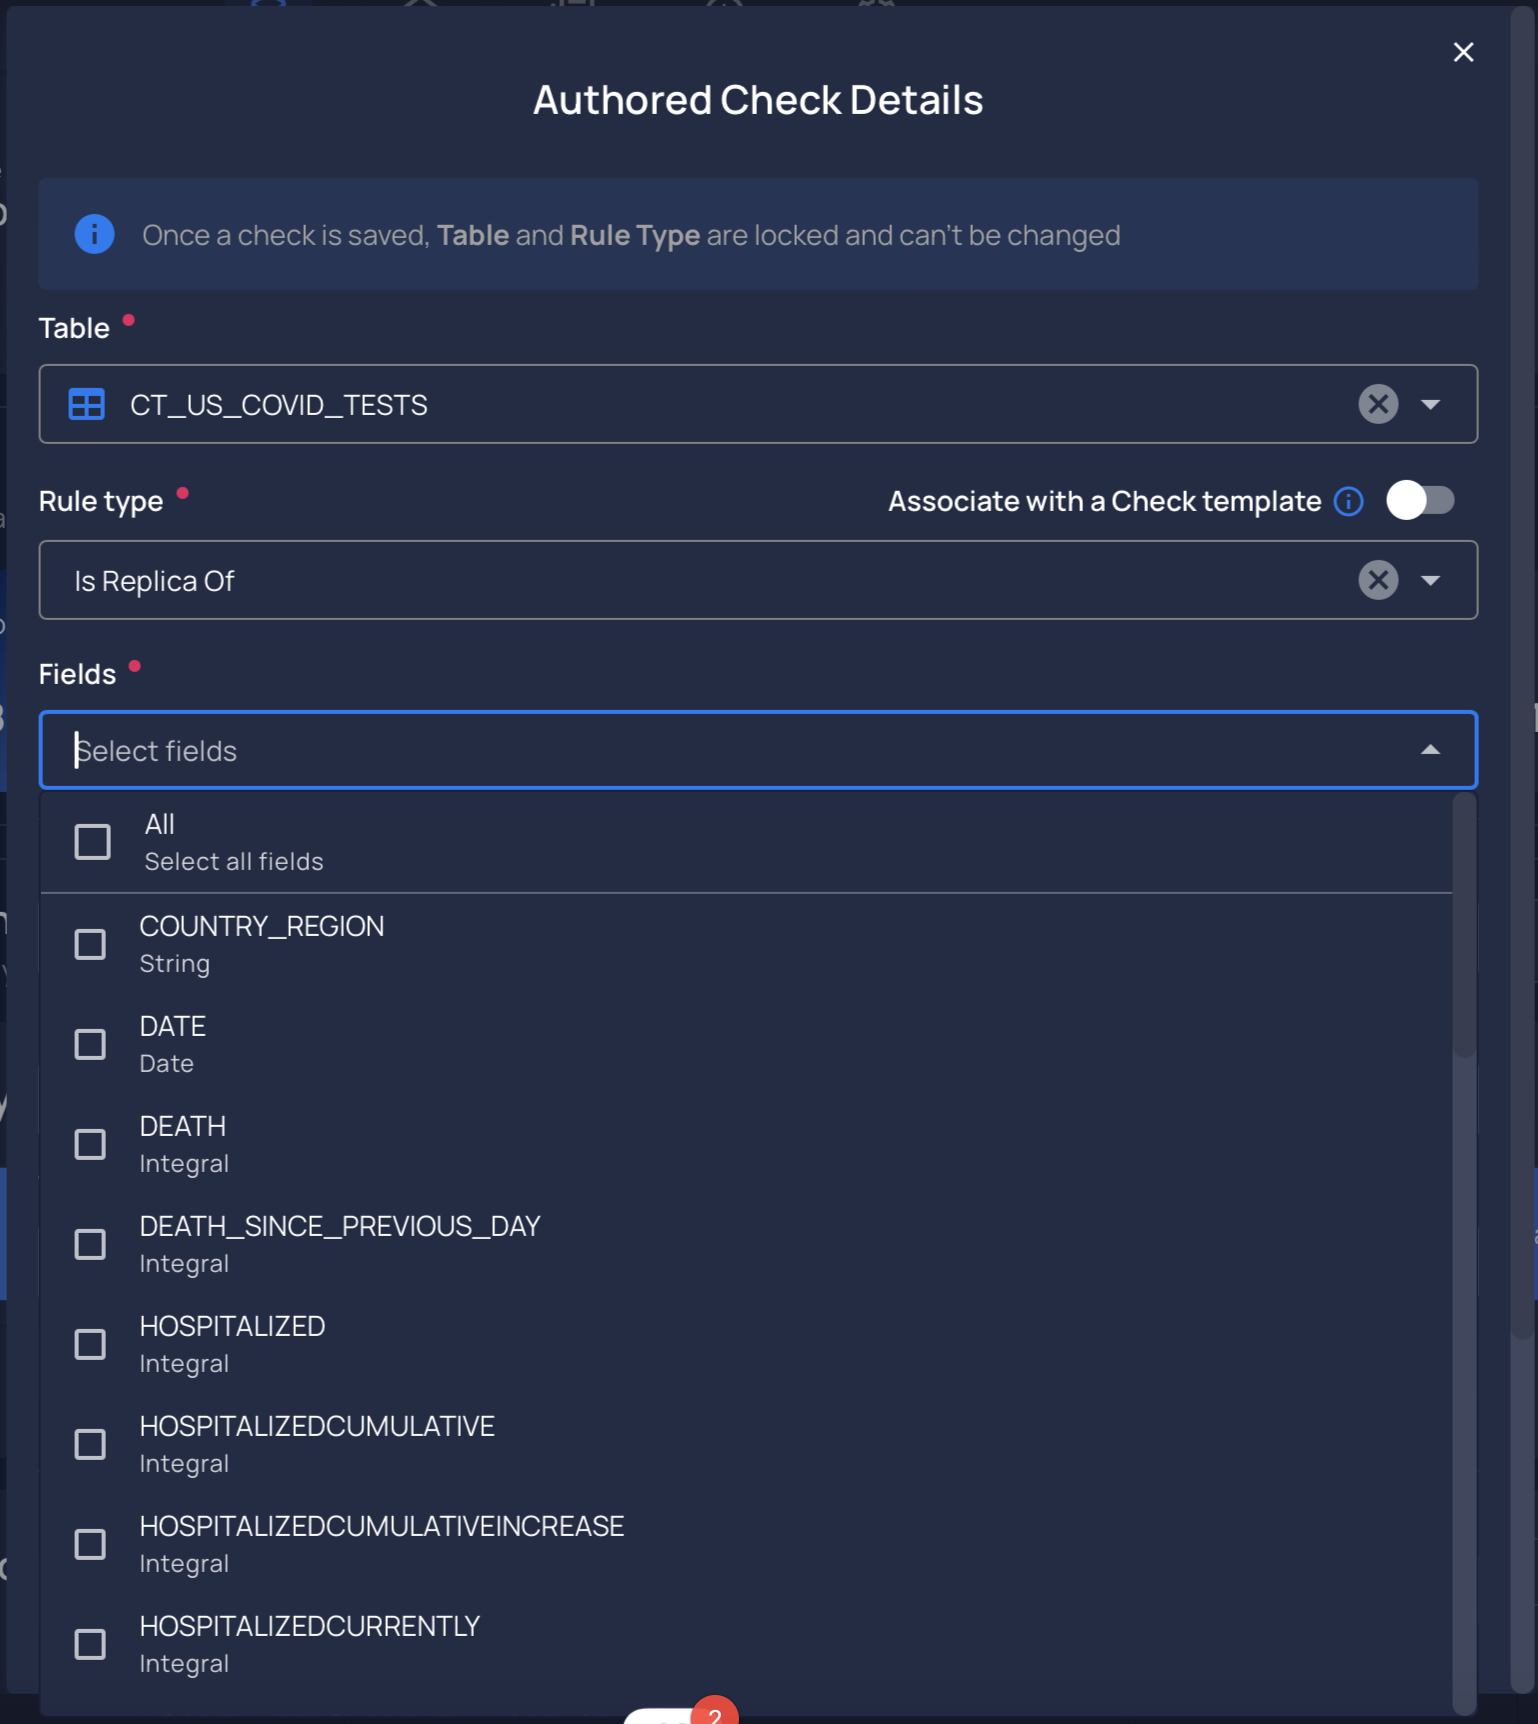 Authored Check Details
Once a check is saved, Table and Rule Type are locked and can't be changed
Table
CT_US_COVID_TESTS
Rule type
Associate with a Check template
Is Replica Of
Fields
Select fields
All
Select all fields
COUNTRY_REGION
String
DATE
Date
DEATH
Integral
DEATH_SINCE_PREVIOUS_DAY
Integral
HOSPITALIZED
Integral
HOSPITALIZEDCUMULATIVE
Integral
HOSPITALIZEDCUMULATIVEINCREASE
Integral
HOSPITALIZEDCURRENTLY
Integral
2